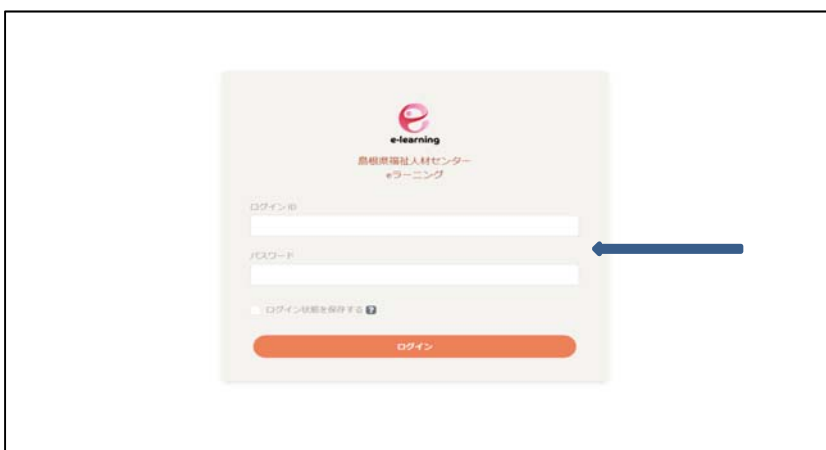 e-learning
島根県福祉人材センター
eラーニング
ログイン ID
パスワード
ログイン状態を保存する ?
ログイン